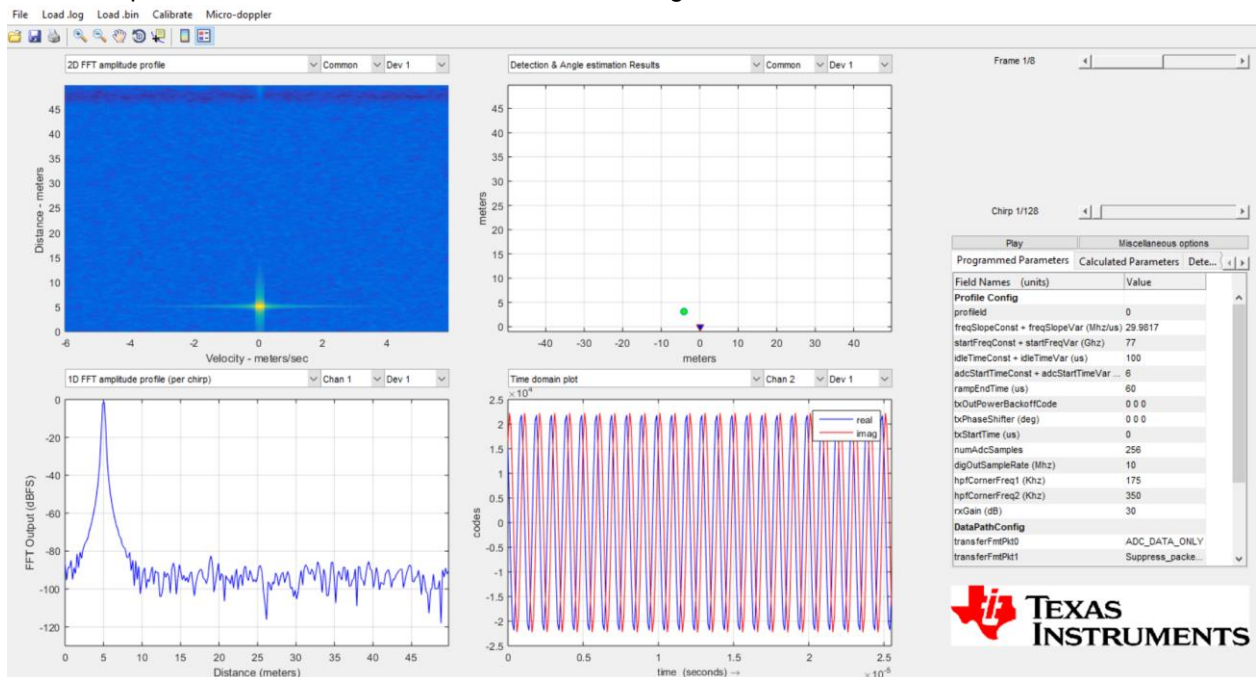 File Load .log Load .bin Calibrate Micro-doppler
2D FFT amplitude profile Common Dev 1
45
40
35
30
25
20
15
10
5
0
Distance - meters
-6 -4 -2 0 2 4
Velocity - meters/sec
Detection & Angle estimation Results Common Dev 1
45
40
35
30
25
20
15
10
5
0
meters
-40 -30 -20 -10 0 10 20 30 40
meters
1D FFT amplitude profile (per chirp) Chan 1 Dev 1
0
-20
-40
-60
-80
-100
-120
FFT Output (dBFS)
0 5 10 15 20 25 30 35 40 45
Distance (meters)
Time domain plot Chan 2 Dev 1
×10⁴
2.5
2
1.5
1
0.5
0
-0.5
-1
-1.5
-2
-2.5
codes
real
imag
0 0.5 1 1.5 2 2.5
time (seconds) →
×10⁻⁵
Frame 1/8
Chirp 1/128
Play Miscellaneous options
Programmed Parameters Calculated Parameters Dete...
Field Names (units) Value
Profile Config
profileId 0
freqSlopeConst + freqSlopeVar (Mhz/us) 29.9817
startFreqConst + startFreqVar (Ghz) 77
idleTimeConst + idleTimeVar (us) 100
adcStartTimeConst + adcStartTimeVar ... 6
rampEndTime (us) 60
txOutPowerBackoffCode 0 0 0
txPhaseShifter (deg) 0 0 0
txStartTime (us) 0
numAdcSamples 256
digOutSampleRate (Mhz) 10
hpfCornerFreq1 (Khz) 175
hpfCornerFreq2 (Khz) 350
rxGain (dB) 30
DataPathConfig
transferFmtPkt0 ADC_DATA_ONLY
transferFmtPkt1 Suppress_packe...
TEXAS
INSTRUMENTS